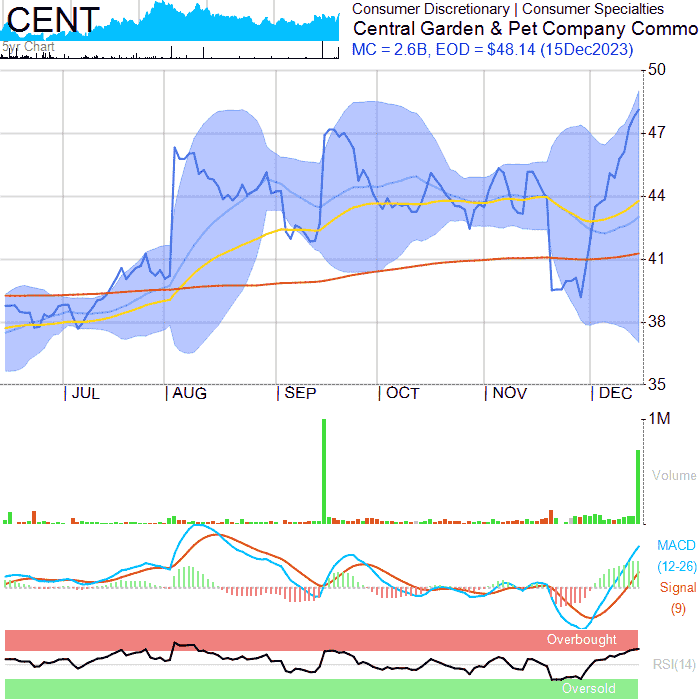 CENT
5yr Chart
Consumer Discretionary | Consumer Specialties
Central Garden & Pet Company Commo
MC = 2.6B, EOD = $48.14 (15Dec2023)
50
47
44
41
38
35
JUL AUG SEP OCT NOV DEC
1M
Volume
0
MACD
(12-26)
Signal
(9)
Overbought
RSI(14)
Oversold